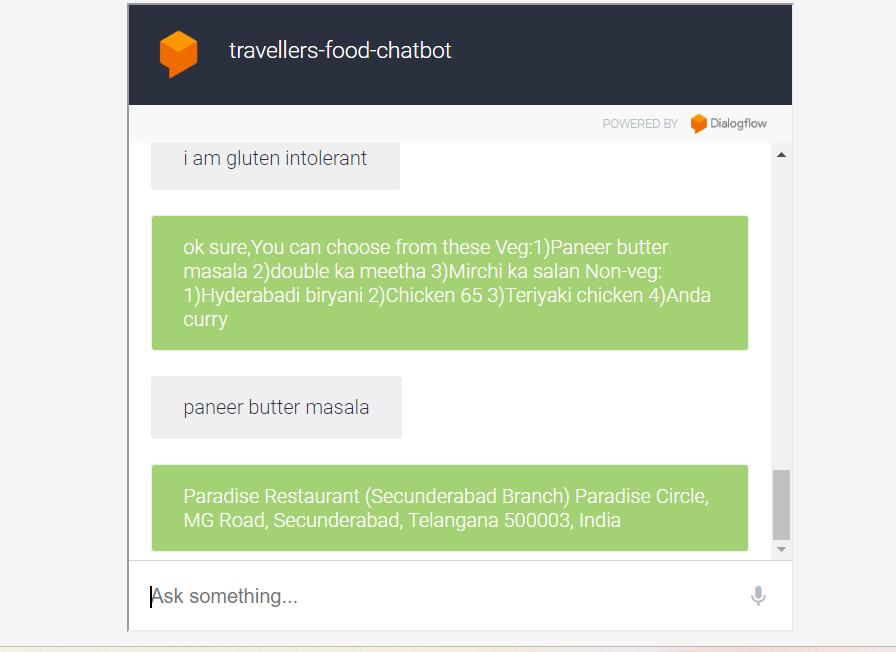 travellers-food-chatbot
POWERED BY Dialogflow
i am gluten intolerant
ok sure,You can choose from these Veg:1)Paneer butter
masala 2)double ka meetha 3)Mirchi ka salan Non-veg:
1)Hyderabadi biryani 2)Chicken 65 3)Teriyaki chicken 4)Anda
curry
paneer butter masala
Paradise Restaurant (Secunderabad Branch) Paradise Circle,
MG Road, Secunderabad, Telangana 500003, India
Ask something...